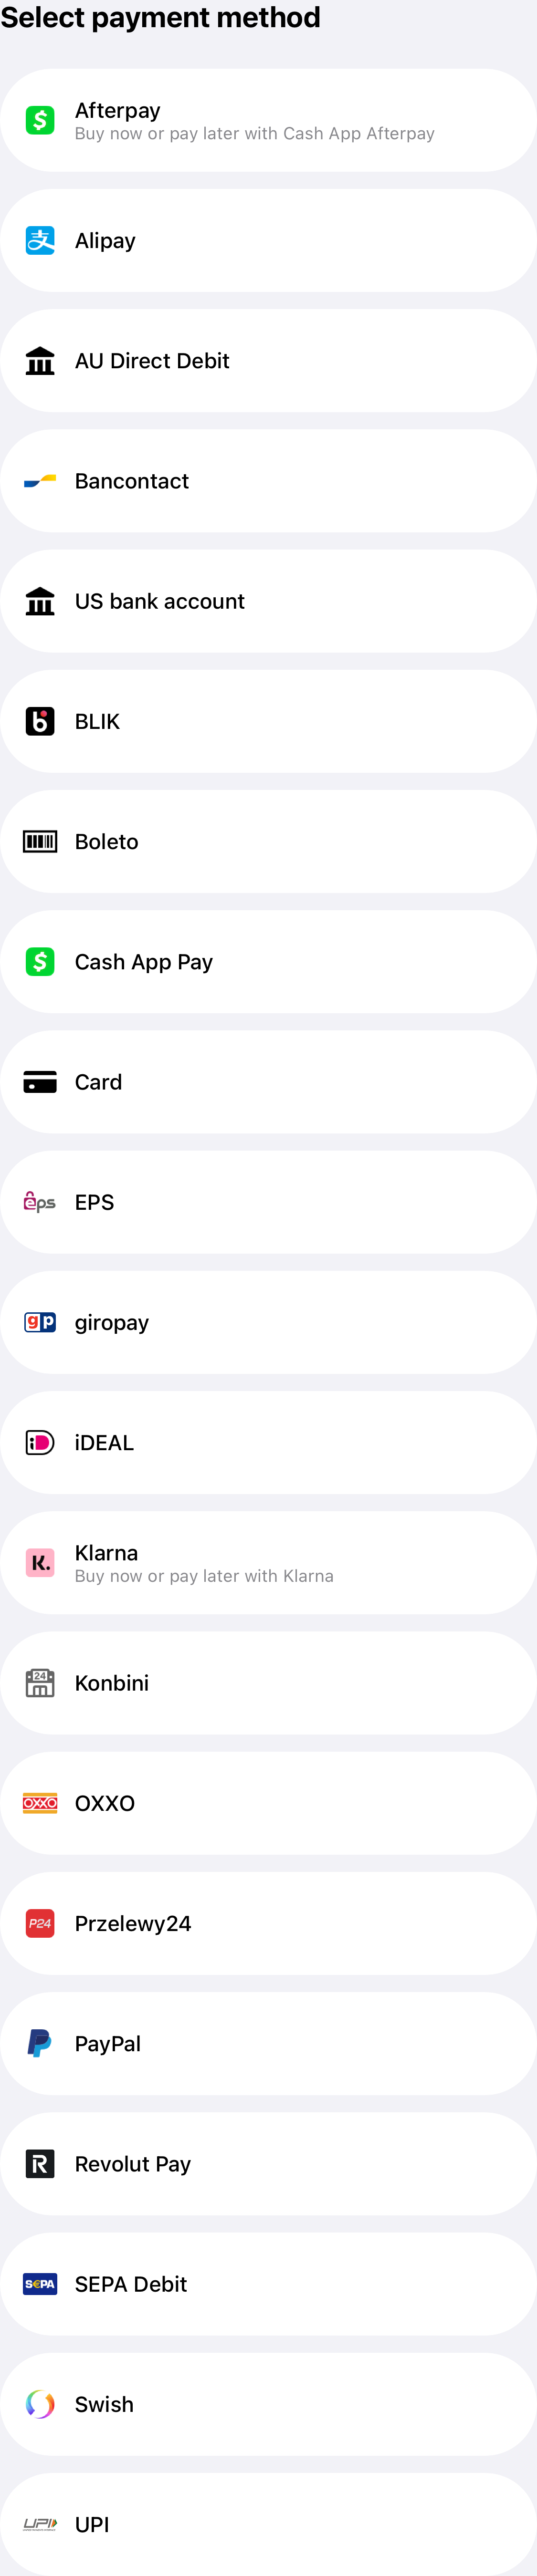 Select payment method
Afterpay
Buy now or pay later with Cash App Afterpay
Alipay
AU Direct Debit
Bancontact
US bank account
BLIK
Boleto
Cash App Pay
Card
eps EPS
gp giropay
iDEAL
K. Klarna
Buy now or pay later with Klarna
24 Konbini
OXXO OXXO
P24 Przelewy24
PayPal
Revolut Pay
S€PA SEPA Debit
Swish
UPI UPI